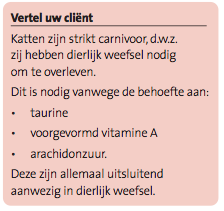 Vertel uw cliënt
Katten zijn strikt carnivoor, d.w.z.
zij hebben dierlijk weefsel nodig
om te overleven.
Dit is nodig vanwege de behoefte aan:
• taurine
• voorgevormd vitamine A
• arachidonzuur.
Deze zijn allemaal uitsluitend
aanwezig in dierlijk weefsel.